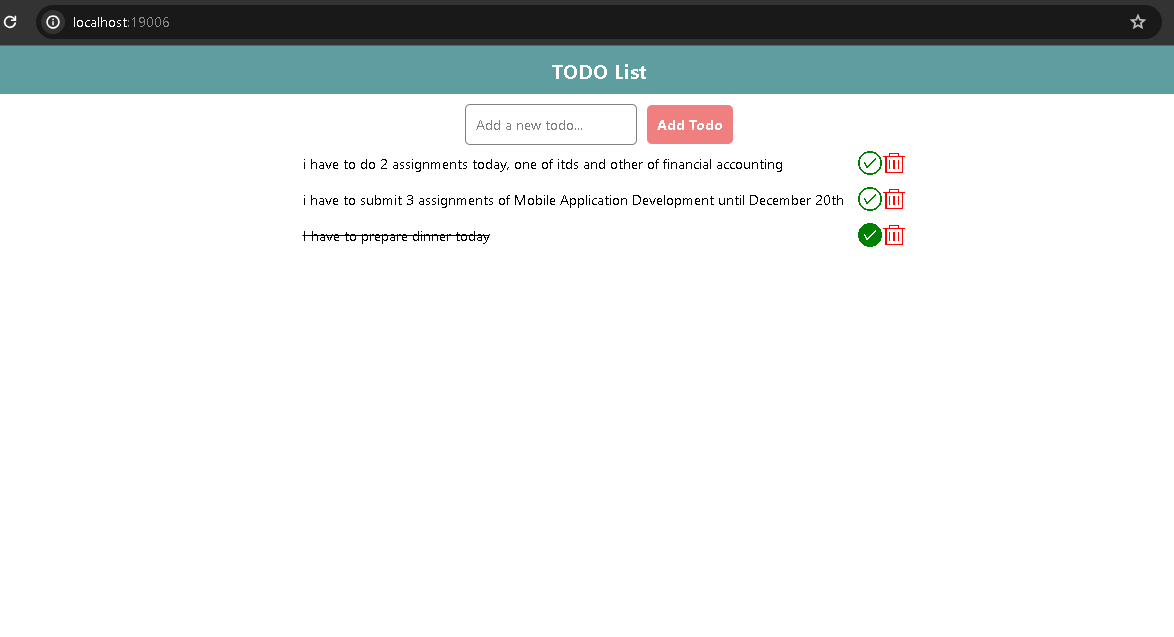 localhost:19006
TODO List
Add a new todo...
Add Todo
i have to do 2 assignments today, one of itds and other of financial accounting
i have to submit 3 assignments of Mobile Application Development until December 20th
I have to prepare dinner today